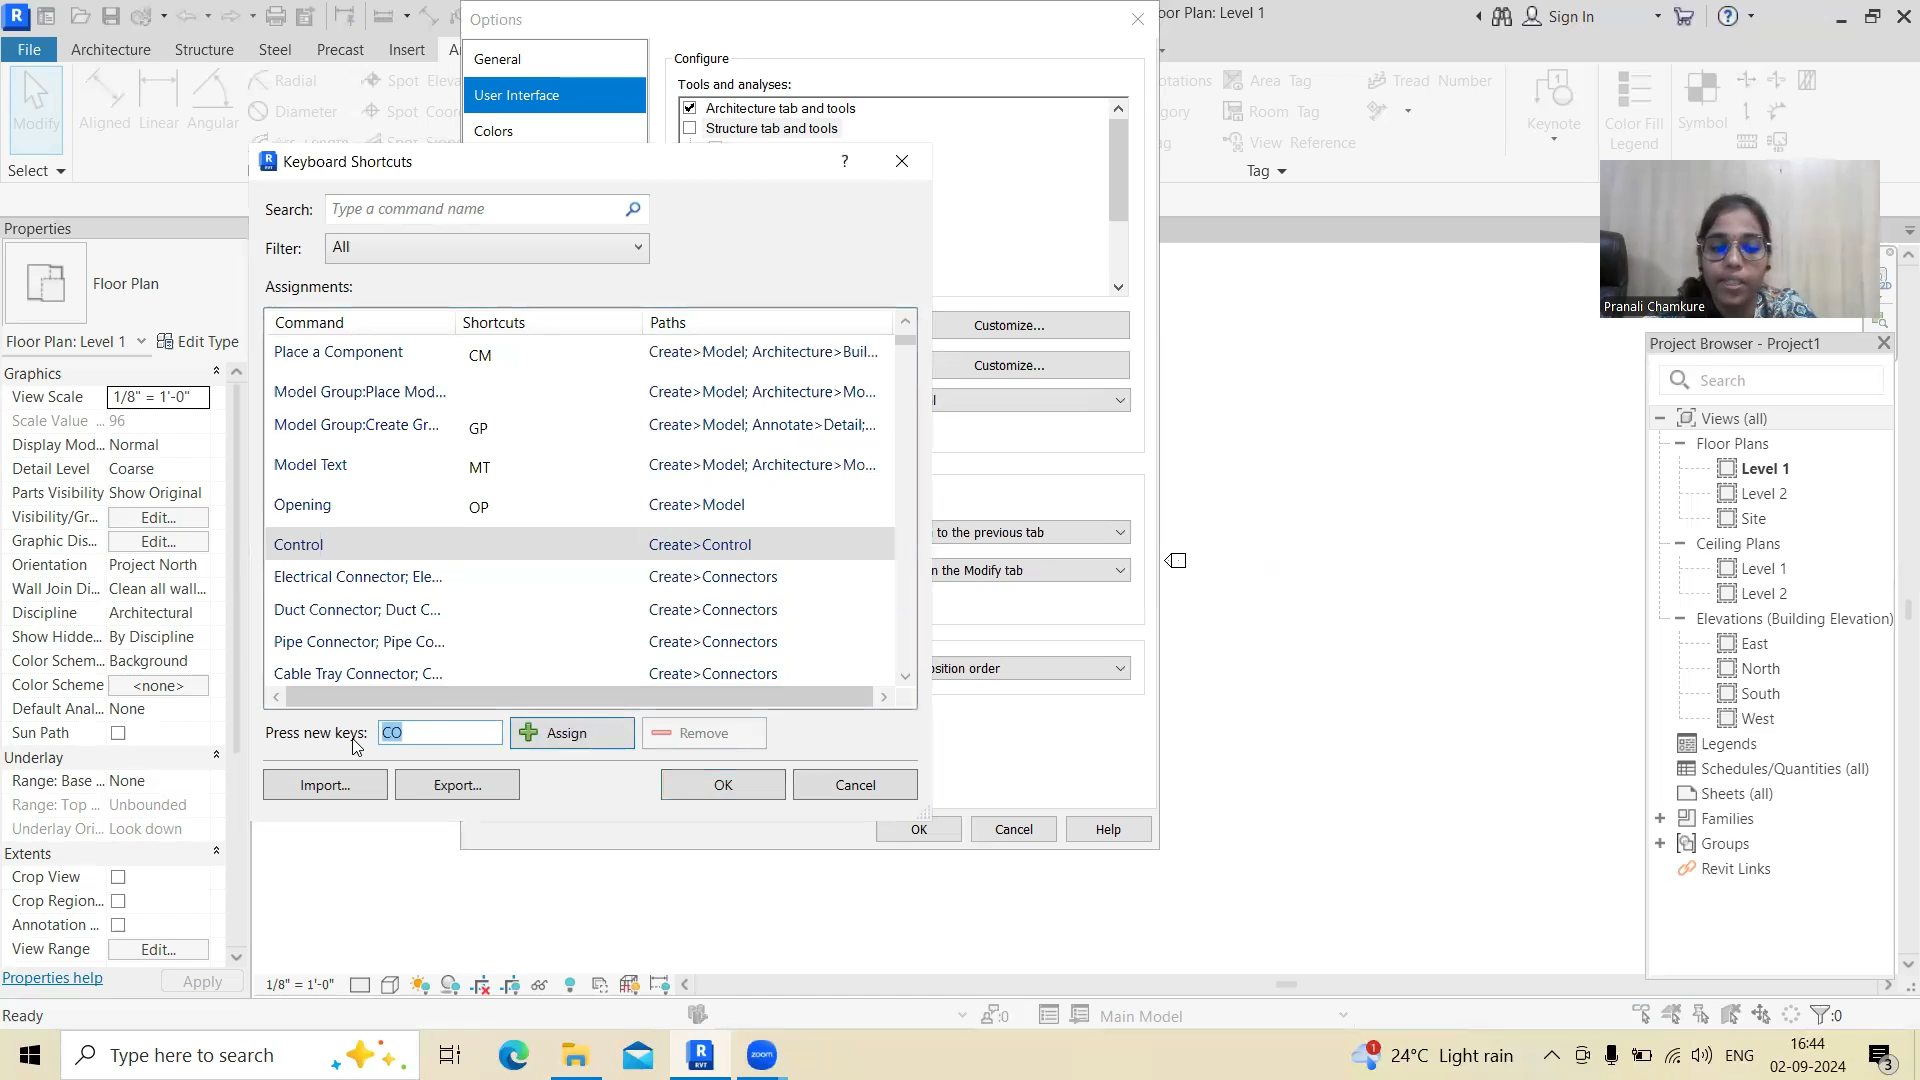 Options
oor Plan: Level 1
Sign In
File
Architecture
Structure
Steel
Precast
Insert
Modify
Aligned
Linear
Angular
Radial
Diameter
Spot Eleva
Spot Coo
Area Tag
Room Tag
View Reference
Tread Number
Keynote
Color Fill
Legend
Symbol
Select
Tag
General
User Interface
Colors
Configure
Tools and analyses:
Architecture tab and tools
Structure tab and tools
Customize...
Customize...
to the previous tab
n the Modify tab
osition order
OK
Cancel
Help
Keyboard Shortcuts
Search: Type a command name
Filter: All
Assignments:
Command Shortcuts Paths
Place a Component CM Create>Model; Architecture>Buil...
Model Group:Place Mod... Create>Model; Architecture>Mo...
Model Group:Create Gr... GP Create>Model; Annotate>Detail;...
Model Text MT Create>Model; Architecture>Mo...
Opening OP Create>Model
Control Create>Control
Electrical Connector; Ele... Create>Connectors
Duct Connector; Duct C... Create>Connectors
Pipe Connector; Pipe Co... Create>Connectors
Cable Tray Connector; C... Create>Connectors
Press new keys: CO Assign Remove
Import... Export... OK Cancel
Properties
Floor Plan
Floor Plan: Level 1 Edit Type
Graphics
View Scale 1/8" = 1'-0"
Scale Value ... 96
Display Mod... Normal
Detail Level Coarse
Parts Visibility Show Original
Visibility/Gr... Edit...
Graphic Dis... Edit...
Orientation Project North
Wall Join Di... Clean all wall...
Discipline Architectural
Show Hidde... By Discipline
Color Schem... Background
Color Scheme <none>
Default Anal... None
Sun Path
Underlay
Range: Base ... None
Range: Top ... Unbounded
Underlay Ori... Look down
Extents
Crop View
Crop Region...
Annotation ...
View Range Edit...
Properties help Apply
Pranali Chamkure
Project Browser - Project1
Search
Views (all)
Floor Plans
Level 1
Level 2
Site
Ceiling Plans
Level 1
Level 2
Elevations (Building Elevation)
East
North
South
West
Legends
Schedules/Quantities (all)
Sheets (all)
Families
Groups
Revit Links
1/8" = 1'-0"
Ready
:0
Main Model
:0
Type here to search
zoom
24°C Light rain
ENG
16:44
02-09-2024
3